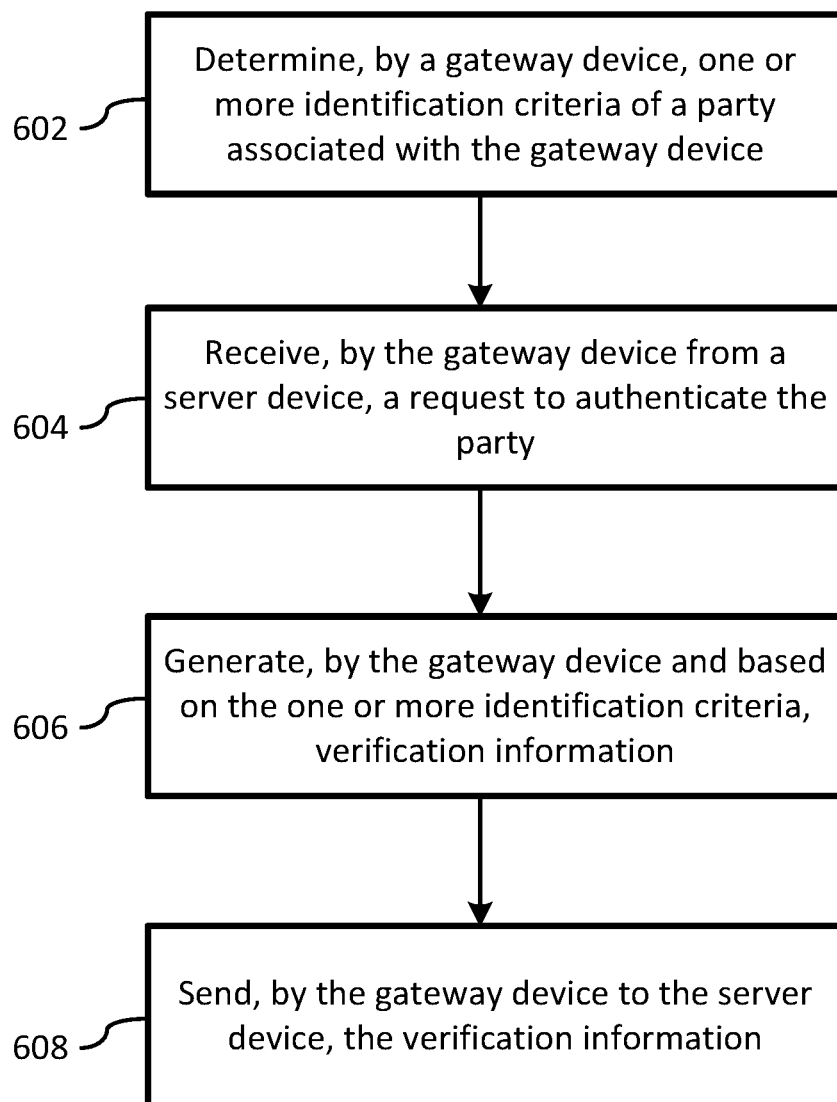 Determine, by a gateway device, one or
more identification criteria of a party
associated with the gateway device
602
Receive, by the gateway device from a
server device, a request to authenticate the
party
604
Generate, by the gateway device and based
on the one or more identification criteria,
verification information
606
Send, by the gateway device to the server
device, the verification information
608